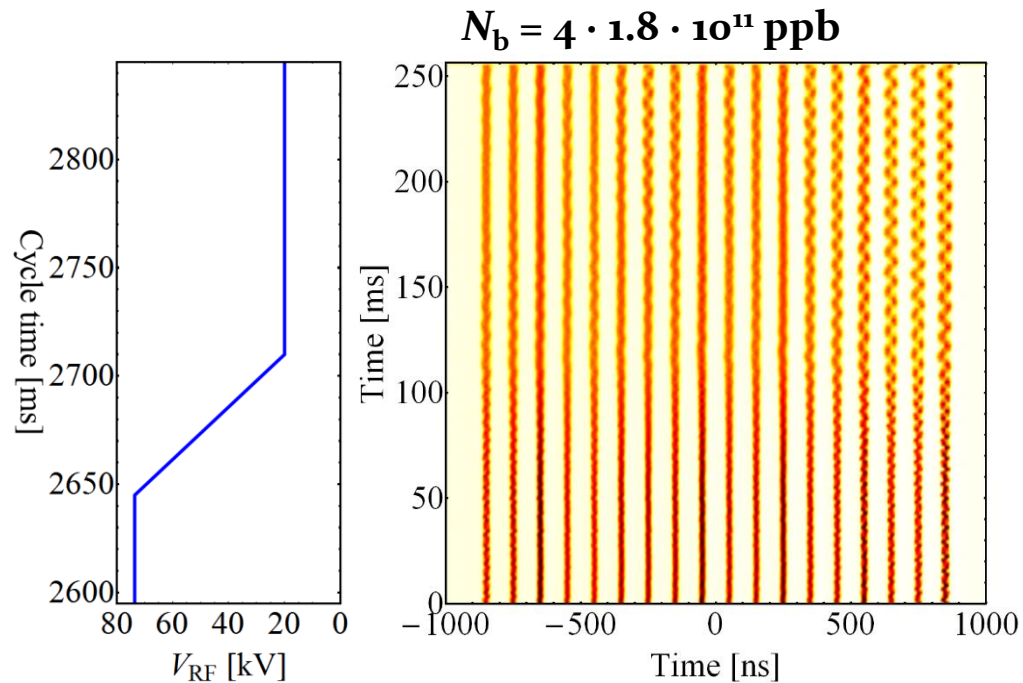 N_b = 4 · 1.8 · 10¹¹ ppb
Cycle time [ms]
2800
2750
2700
2650
2600
80 60 40 20 0
V_RF [kV]
Time [ms]
250
200
150
100
50
0
−1000 −500 0 500 1000
Time [ns]